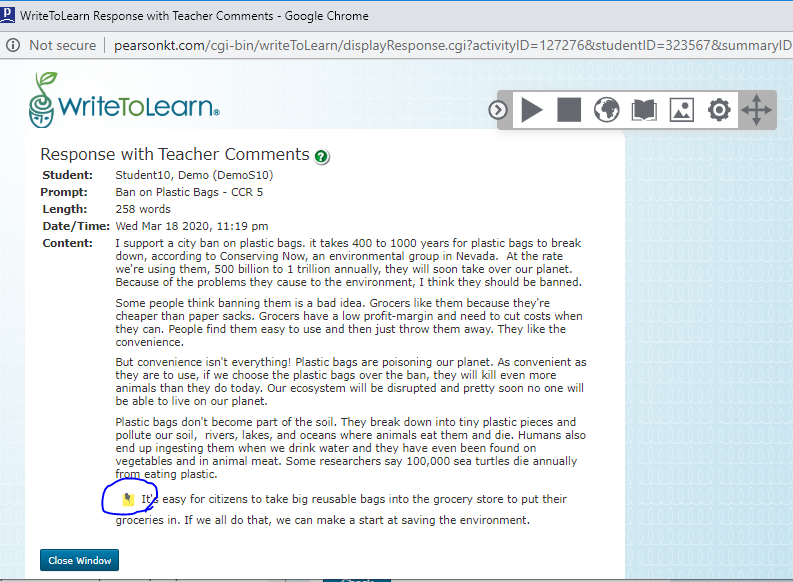 WriteToLearn Response with Teacher Comments - Google Chrome
Not secure | pearsonkt.com/cgi-bin/writeToLearn/displayResponse.cgi?activityID=127276&studentID=323567&summaryID
WriteToLearn®
Response with Teacher Comments ?
Student: Student10, Demo (DemoS10)
Prompt: Ban on Plastic Bags - CCR 5
Length: 258 words
Date/Time: Wed Mar 18 2020, 11:19 pm
Content: I support a city ban on plastic bags. it takes 400 to 1000 years for plastic bags to break
down, according to Conserving Now, an environmental group in Nevada.  At the rate
we're using them, 500 billion to 1 trillion annually, they will soon take over our planet.
Because of the problems they cause to the environment, I think they should be banned.
Some people think banning them is a bad idea. Grocers like them because they're
cheaper than paper sacks. Grocers have a low profit-margin and need to cut costs when
they can. People find them easy to use and then just throw them away. They like the
convenience.
But convenience isn't everything! Plastic bags are poisoning our planet. As convenient as
they are to use, if we choose the plastic bags over the ban, they will kill even more
animals than they do today. Our ecosystem will be disrupted and pretty soon no one will
be able to live on our planet.
Plastic bags don't become part of the soil. They break down into tiny plastic pieces and
pollute our soil,  rivers, lakes, and oceans where animals eat them and die. Humans also
end up ingesting them when we drink water and they have even been found on
vegetables and in animal meat. Some researchers say 100,000 sea turtles die annually
from eating plastic.
It's easy for citizens to take big reusable bags into the grocery store to put their
groceries in. If we all do that, we can make a start at saving the environment.
Close Window